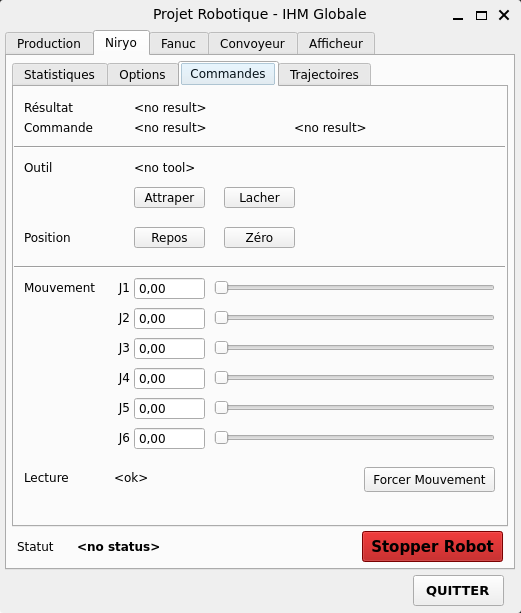 Projet Robotique - IHM Globale
Production Niryo Fanuc Convoyeur Afficheur
Statistiques Options Commandes Trajectoires
Résultat <no result>
Commande <no result> <no result>
Outil <no tool>
Attraper Lacher
Position Repos Zéro
Mouvement J1 0,00
J2 0,00
J3 0,00
J4 0,00
J5 0,00
J6 0,00
Lecture <ok> Forcer Mouvement
Statut <no status> Stopper Robot
QUITTER